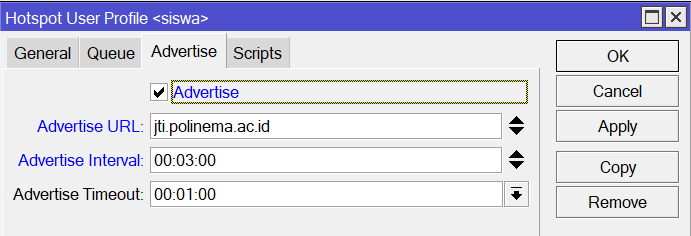 Hotspot User Profile <siswa>
General Queue Advertise Scripts
OK
Advertise
Cancel
Advertise URL: jti.polinema.ac.id
Apply
Advertise Interval: 00:03:00
Copy
Advertise Timeout: 00:01:00
Remove